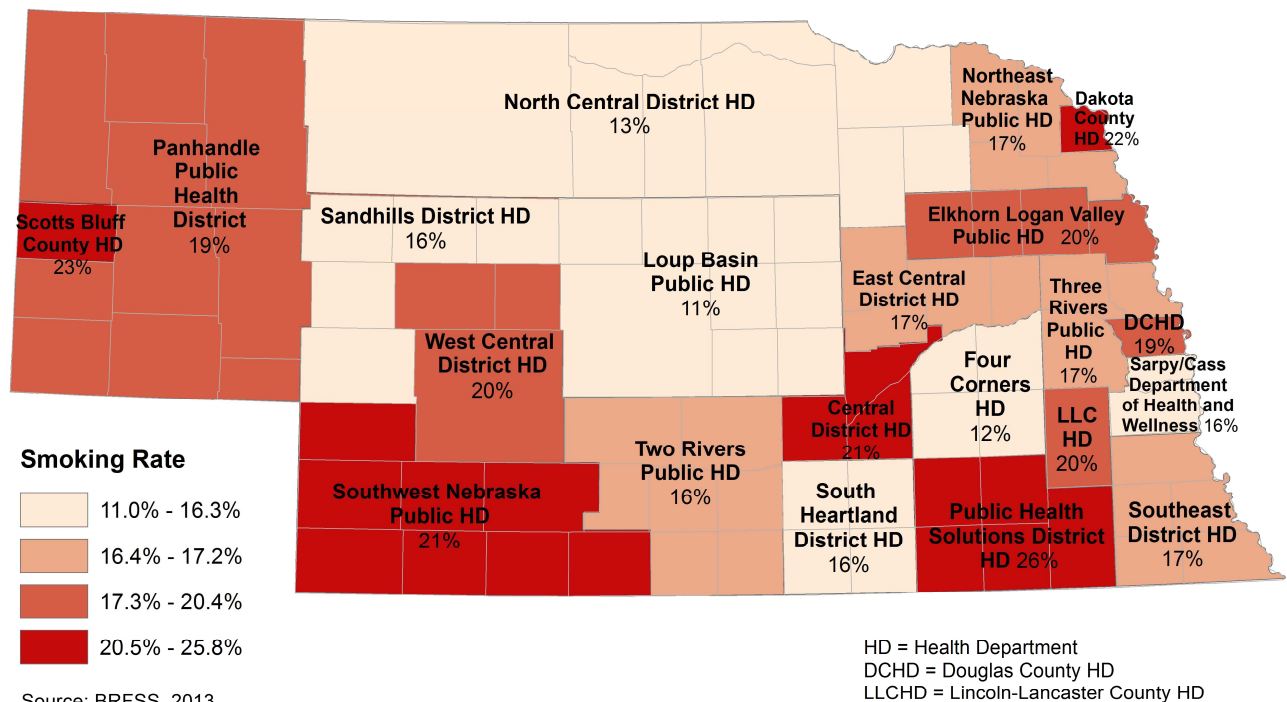 North Central District HD
13%
Northeast
Nebraska
Public HD
17%
Dakota
County
HD 22%
Panhandle
Public
Health
District
19%
Scotts Bluff
County HD
23%
Sandhills District HD
16%
Elkhorn Logan Valley
Public HD 20%
Loup Basin
Public HD
11%
East Central
District HD
17%
Three
Rivers
Public
HD
17%
DCHD
19%
West Central
District HD
20%
Four
Corners
HD
12%
Sarpy/Cass
Department
of Health and
Wellness 16%
Central
District HD
21%
LLC
HD
20%
Two Rivers
Public HD
16%
Southwest Nebraska
Public HD
21%
South
Heartland
District HD
16%
Public Health
Solutions District
HD 26%
Southeast
District HD
17%
Smoking Rate
11.0% - 16.3%
16.4% - 17.2%
17.3% - 20.4%
20.5% - 25.8%
Source: BRFSS, 2013
HD = Health Department
DCHD = Douglas County HD
LLCHD = Lincoln-Lancaster County HD